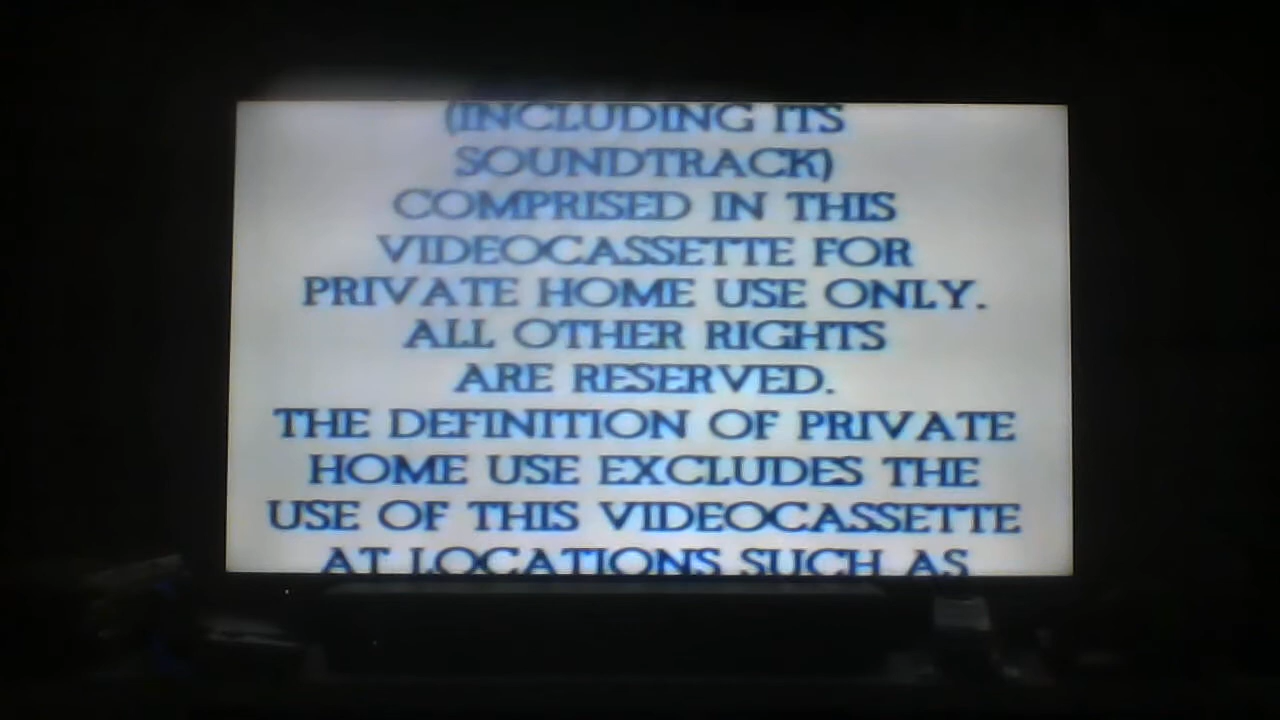 (INCLUDING ITS
SOUNDTRACK)
COMPRISED IN THIS
VIDEOCASSETTE FOR
PRIVATE HOME USE ONLY.
ALL OTHER RIGHTS
ARE RESERVED.
THE DEFINITION OF PRIVATE
HOME USE EXCLUDES THE
USE OF THIS VIDEOCASSETTE
AT LOCATIONS SUCH AS